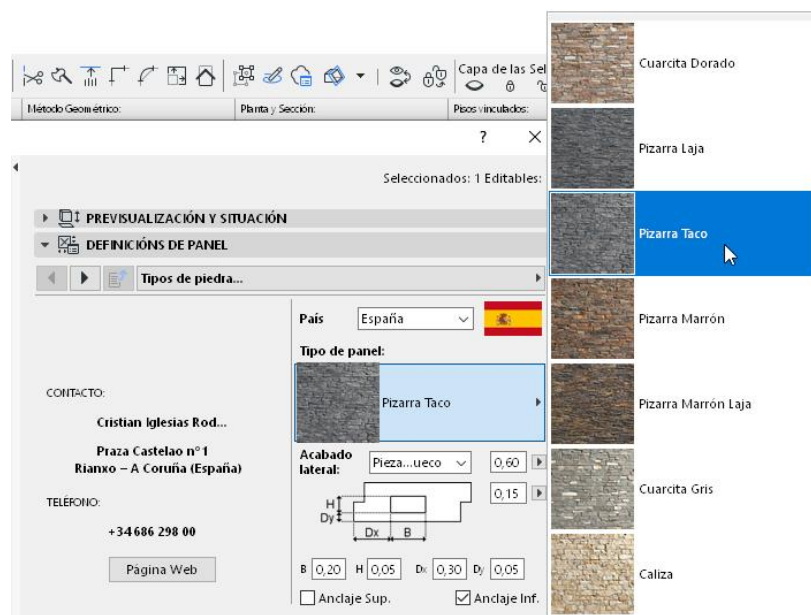 Capa de las Sel
Método Geométrico:
Planta y Sección:
Pisos vinculados:
?
Seleccionados: 1 Editables:
PREVISUALIZACIÓN Y SITUACIÓN
DEFINICIÓNS DE PANEL
Tipos de piedra...
País
España
Tipo de panel:
Pizarra Taco
CONTACTO:
Cristian Iglesias Rod...
Praza Castelao nº1
Rianxo – A Coruña (España)
TELÉFONO:
+34686 298 00
Página Web
Acabado
lateral:
Pieza...ueco
0,60
0,15
H
Dy
Dx B
B 0,20 H 0,05 Dx 0,30 Dy 0,05
Anclaje Sup. Anclaje Inf.
Cuarcita Dorado
Pizarra Laja
Pizarra Taco
Pizarra Marrón
Pizarra Marrón Laja
Cuarcita Gris
Caliza